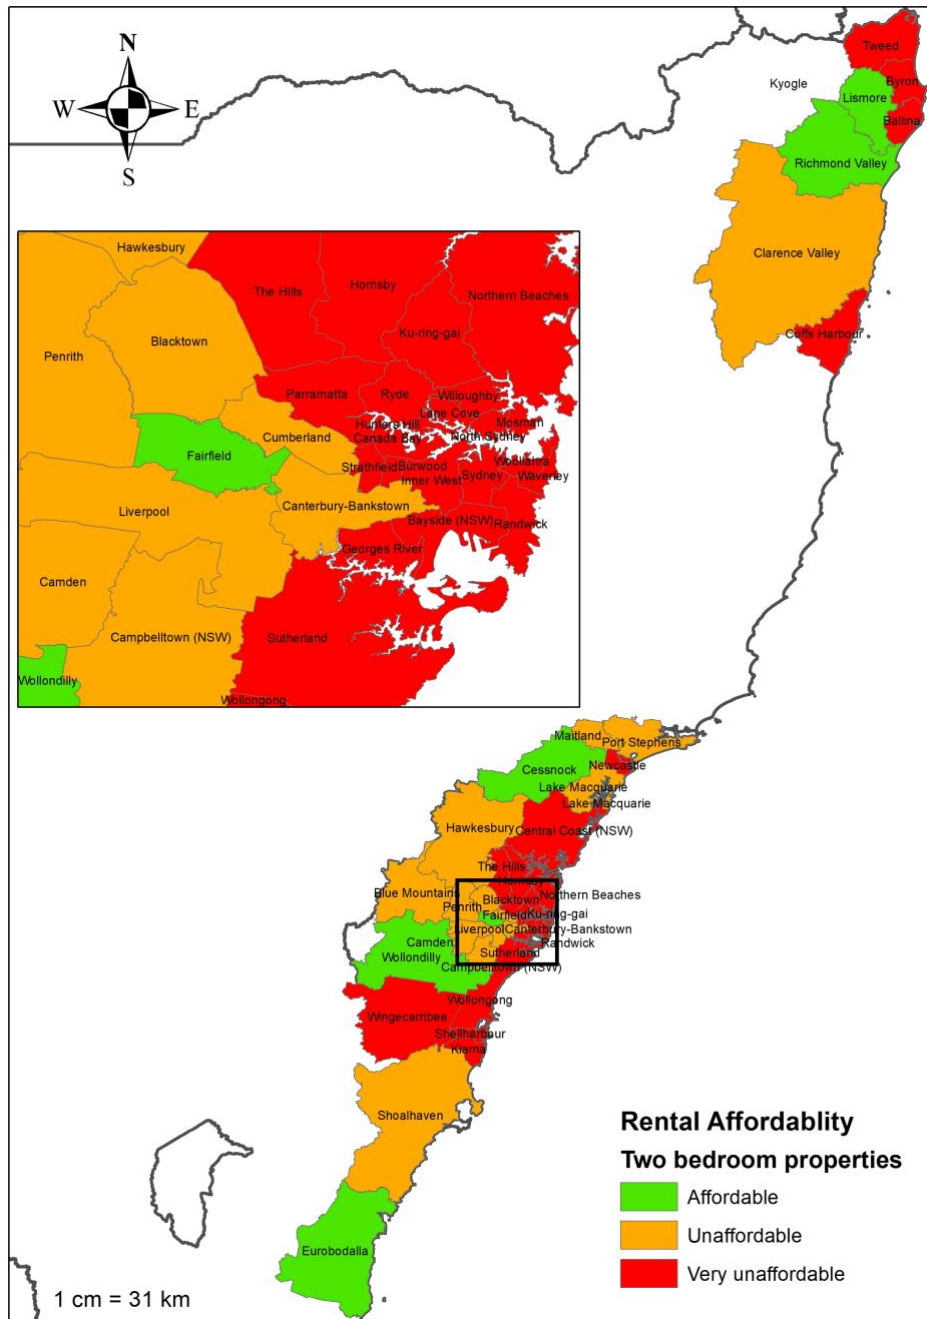 N
W
E
S
Tweed
Kyogle
Byron
Lismore
Ballina
Richmond Valley
Clarence Valley
Coffs Harbour
Hawkesbury
The Hills
Hornsby
Northern Beaches
Ku-ring-gai
Blacktown
Penrith
Parramatta
Ryde
Willoughby
Lane Cove
Mosman
Hunters Hill
Canada Bay
North Sydney
Cumberland
Fairfield
Woollahra
Strathfield
Burwood
Sydney
Waverley
Inner West
Liverpool
Canterbury-Bankstown
Bayside (NSW)
Randwick
Georges River
Camden
Campbelltown (NSW)
Sutherland
Wollondilly
Wollongong
Maitland
Port Stephens
Newcastle
Cessnock
Lake Macquarie
Lake Macquarie
Hawkesbury
Central Coast (NSW)
The Hills
Hornsby
Blue Mountains
Penrith
Blacktown
Northern Beaches
Fairfield
Ku-ring-gai
Liverpool
Canterbury-Bankstown
Camden
Randwick
Wollondilly
Sutherland
Campbelltown (NSW)
Wollongong
Wingecarribee
Shellharbour
Kiama
Shoalhaven
Eurobodalla
Rental Affordablity
Two bedroom properties
Affordable
Unaffordable
Very unaffordable
1 cm = 31 km